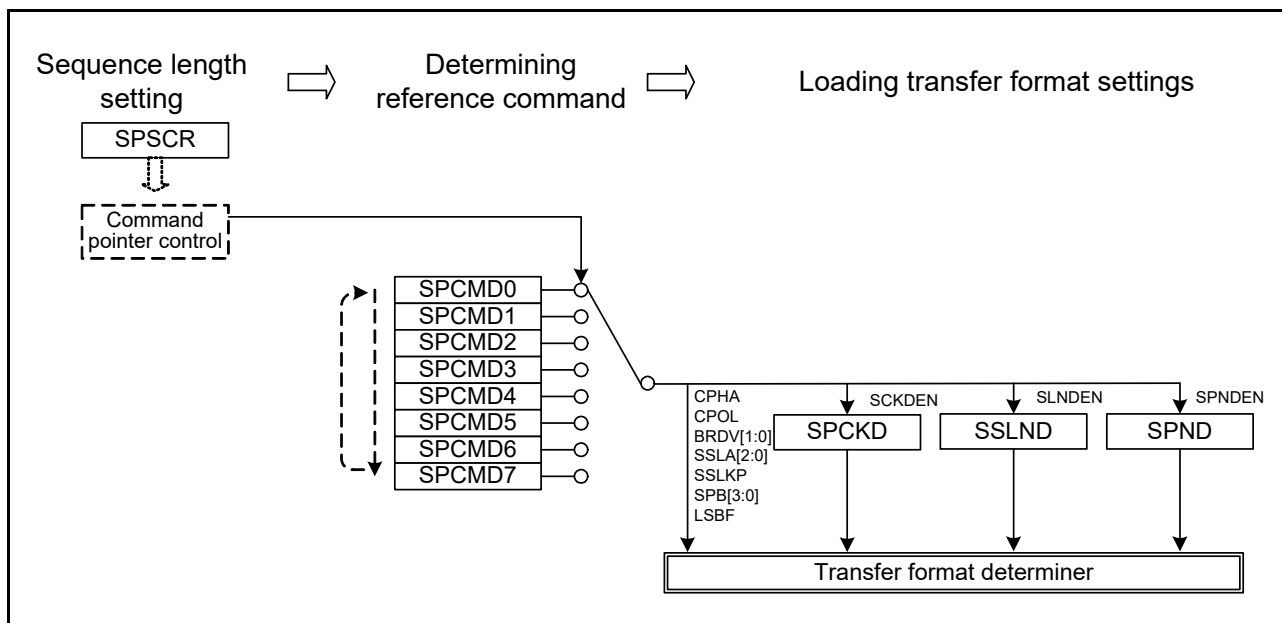 Sequence length
setting
Determining
reference command
Loading transfer format settings
SPSCR
Command
pointer control
SPCMD0
SPCMD1
SPCMD2
SPCMD3
SPCMD4
SPCMD5
SPCMD6
SPCMD7
CPHA
CPOL
BRDV[1:0]
SSLA[2:0]
SSLKP
SPB[3:0]
LSBF
SCKDEN
SPCKD
SLNDEN
SSLND
SPNDEN
SPND
Transfer format determiner